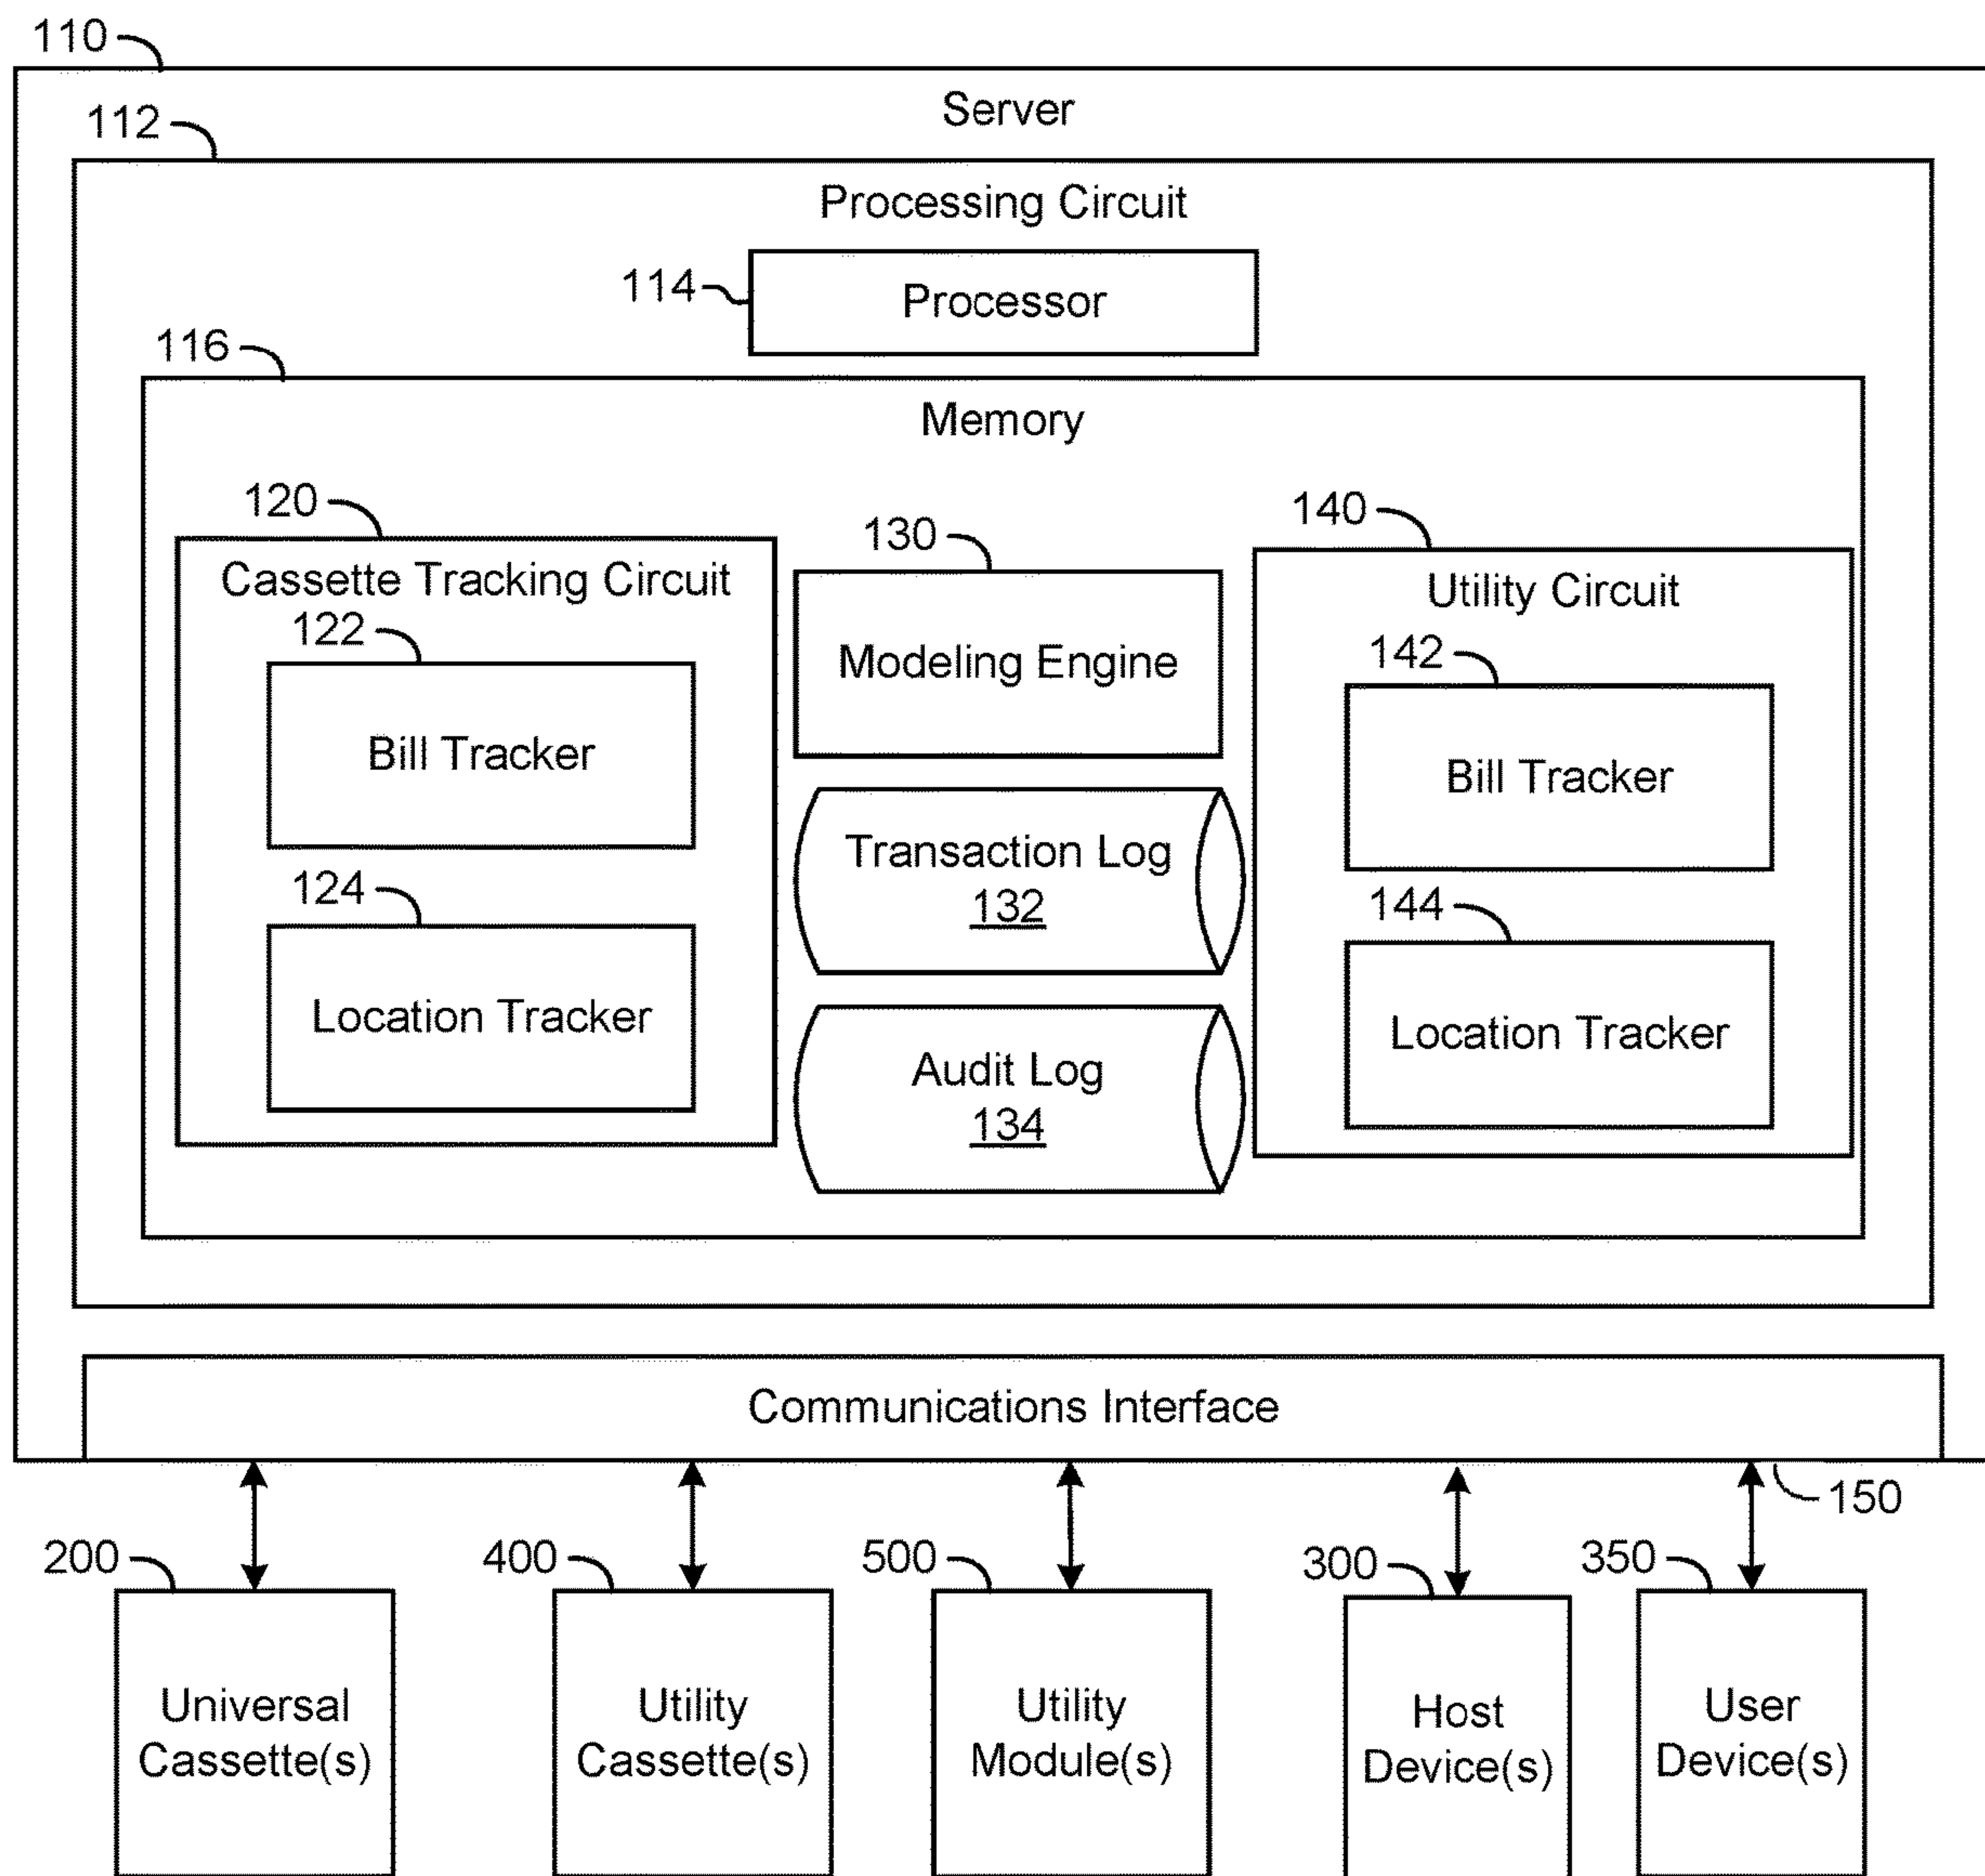 110
Server
112
Processing Circuit
114
Processor
116
Memory
120
Cassette Tracking Circuit
122
Bill Tracker
124
Location Tracker
130
Modeling Engine
Transaction Log
132
Audit Log
134
140
Utility Circuit
142
Bill Tracker
144
Location Tracker
Communications Interface
150
200
Universal
Cassette(s)
400
Utility
Cassette(s)
500
Utility
Module(s)
300
Host
Device(s)
350
User
Device(s)